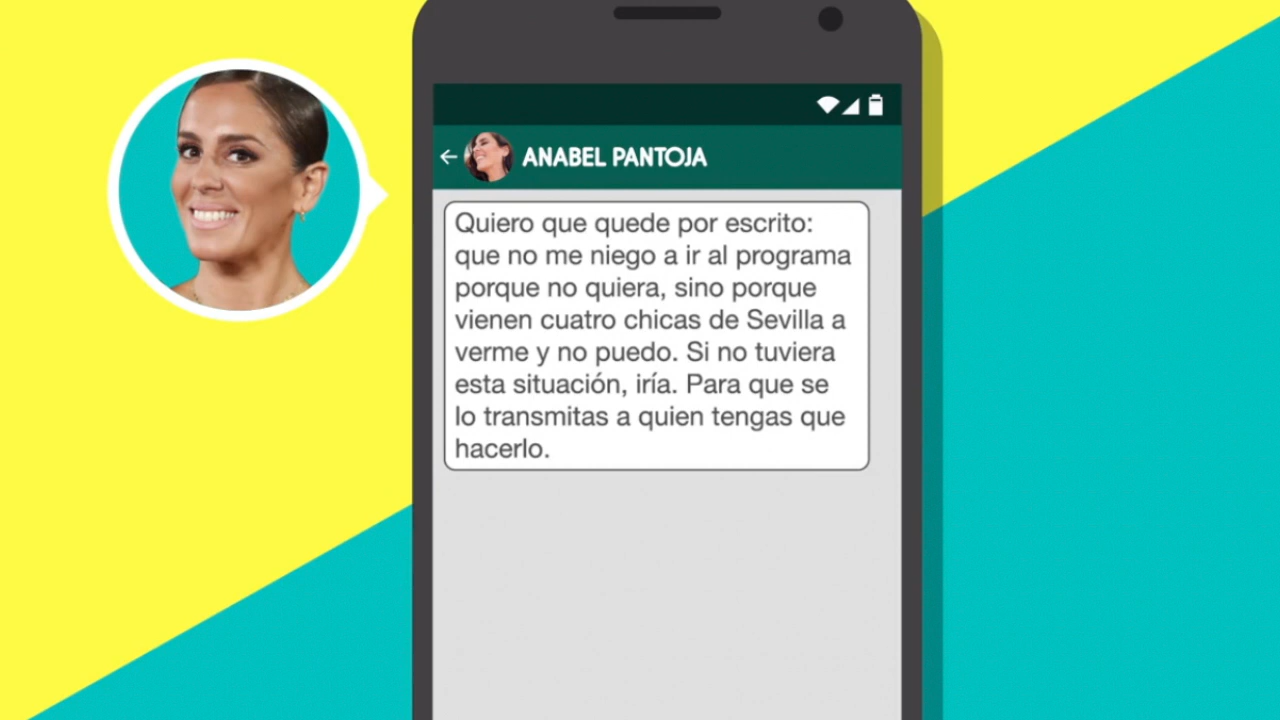 ANABEL PANTOJA
Quiero que quede por escrito:
que no me niego a ir al programa
porque no quiera, sino porque
vienen cuatro chicas de Sevilla a
verme y no puedo. Si no tuviera
esta situación, iría. Para que se
lo transmitas a quien tengas que
hacerlo.